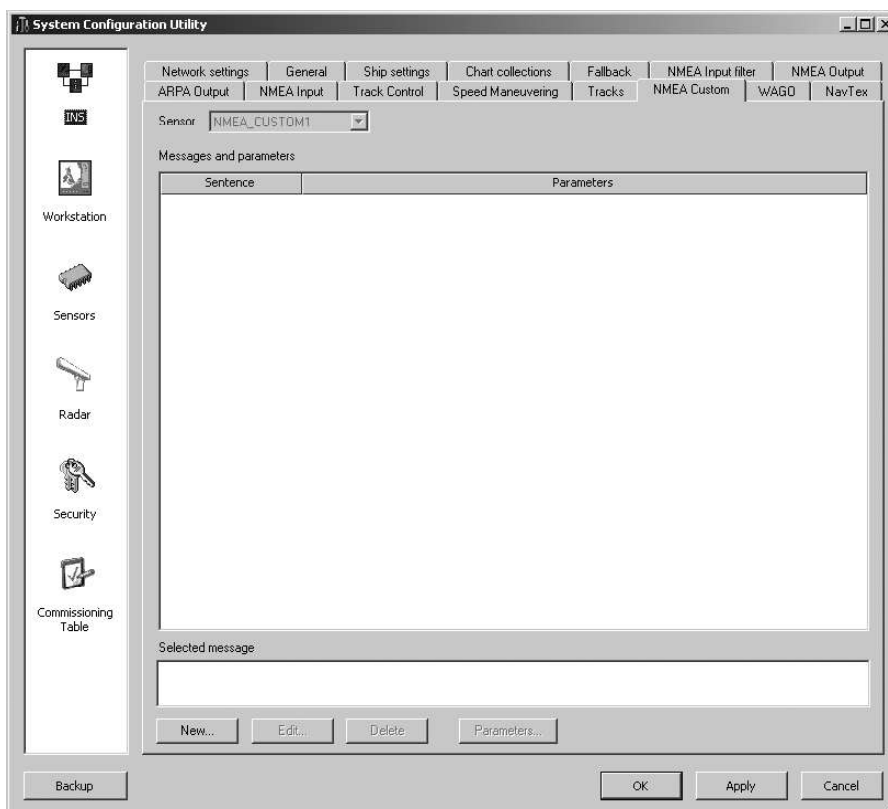 System Configuration Utility
INS
Workstation
Sensors
Radar
Security
Commissioning
Table
Backup
Network settings General Ship settings Chart collections Fallback NMEA Input filter NMEA Output
ARPA Output NMEA Input Track Control Speed Maneuvering Tracks NMEA Custom WAGO NavTex
Sensor NMEA_CUSTOM1
Messages and parameters
Sentence Parameters
Selected message
New... Edit... Delete Parameters...
OK Apply Cancel